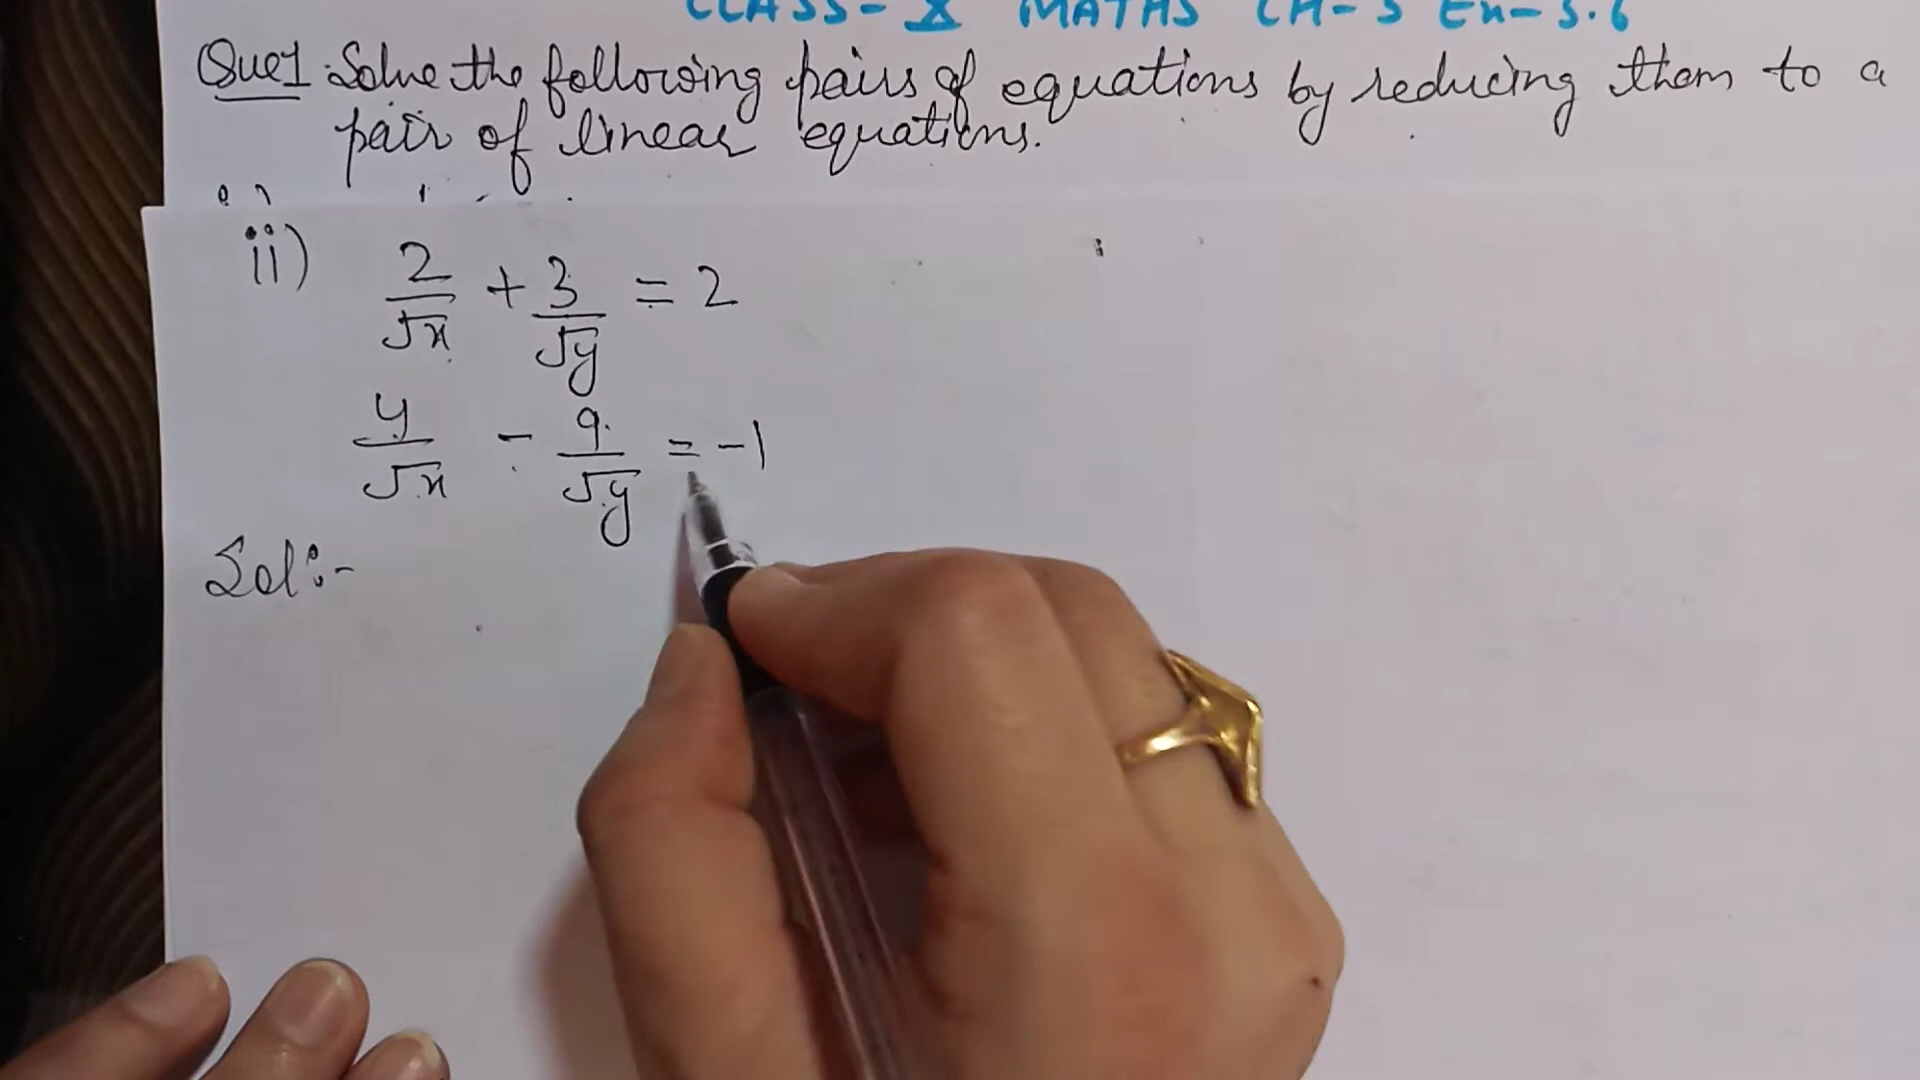 CLASS- X MATHS CH-3 Ex-3.6
Que1. Solve the following pairs of equations by reducing them to a
pair of linear equations.
ii) 2/√x + 3/√y = 2
4/√x - 9/√y = -1
Sol:-